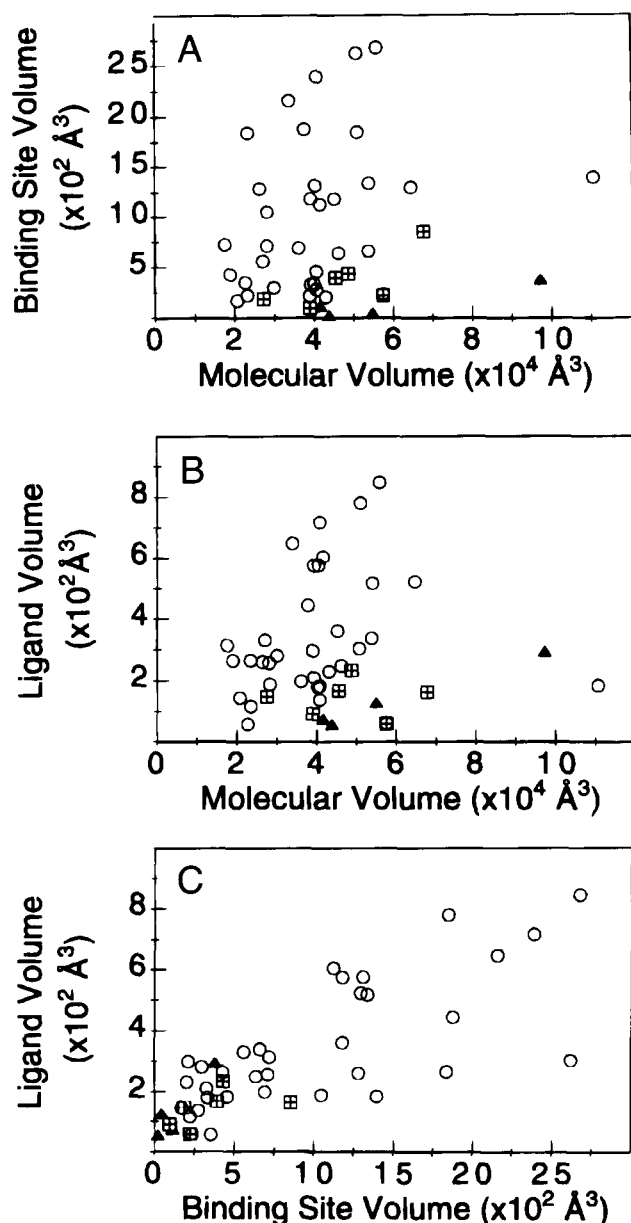 A
25
20
15
10
5
Binding Site Volume
(x10² Å³)
2 4 6 8 10
Molecular Volume (x10⁴ Å³)
B
8
6
4
2
Ligand Volume
(x10² Å³)
2 4 6 8 10
Molecular Volume (x10⁴ Å³)
C
8
6
4
2
Ligand Volume
(x10² Å³)
0 5 10 15 20 25
Binding Site Volume (x10² Å³)